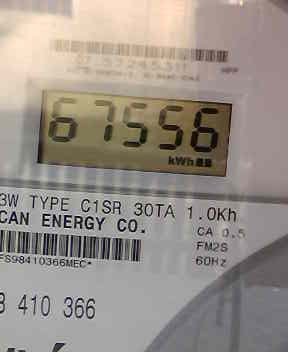 67556
kWh
3W TYPE C1SR 30TA 1.0Kh
CAN ENERGY CO.
CA 0.5
FM2S
FS98410366MEC*
60Hz
410 366